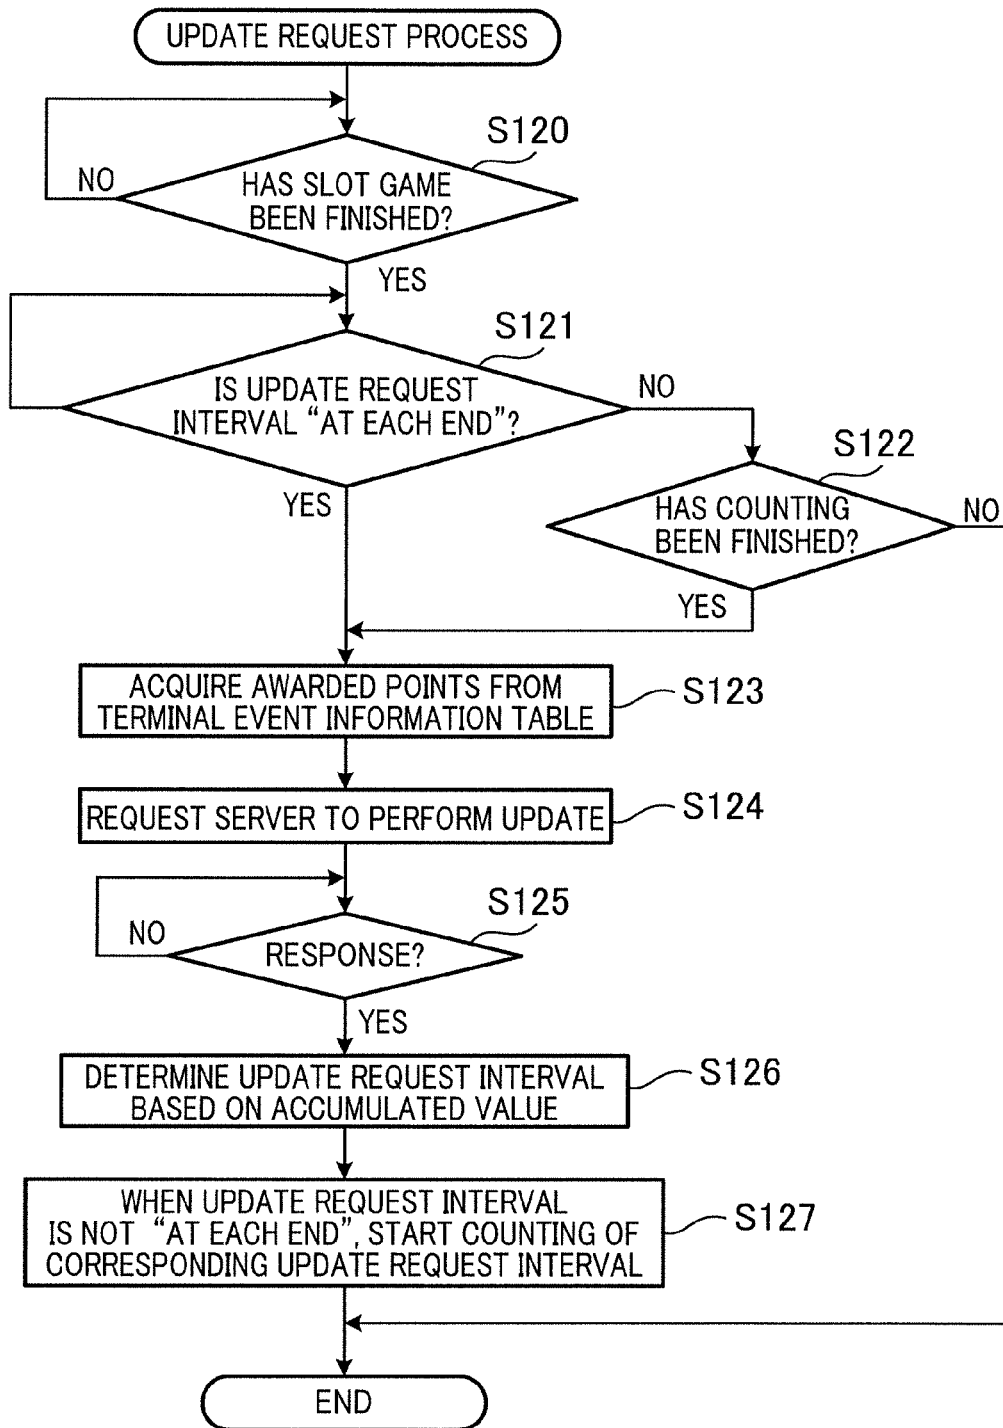 UPDATE REQUEST PROCESS
S120
NO
HAS SLOT GAME
BEEN FINISHED?
YES
S121
IS UPDATE REQUEST
INTERVAL “AT EACH END”?
NO
S122
YES
HAS COUNTING
BEEN FINISHED?
NO
YES
ACQUIRE AWARDED POINTS FROM
TERMINAL EVENT INFORMATION TABLE
S123
REQUEST SERVER TO PERFORM UPDATE
S124
S125
NO
RESPONSE?
YES
DETERMINE UPDATE REQUEST INTERVAL
BASED ON ACCUMULATED VALUE
S126
WHEN UPDATE REQUEST INTERVAL
IS NOT “AT EACH END”, START COUNTING OF
CORRESPONDING UPDATE REQUEST INTERVAL
S127
END